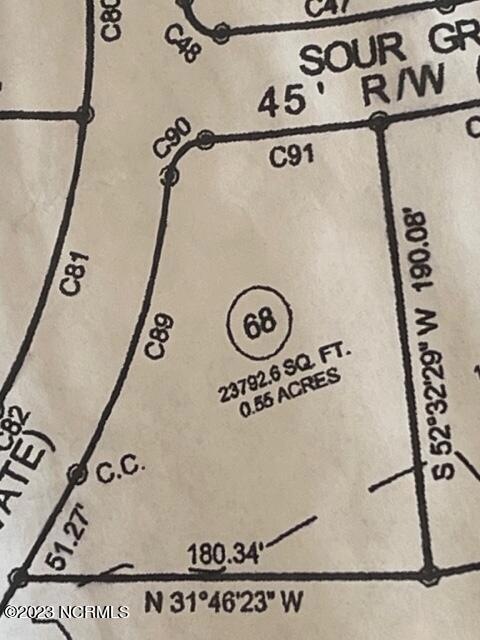 C80
C47
C48
SOUR GR
45' R/W
C90
C91
C81
C89
68
23792.6 SQ. FT.
0.55 ACRES
S 52°32'29" W 190.08'
C82
VATE)
C.C.
51.27'
180.34'
N 31°46'23" W
©2023 NCRMLS